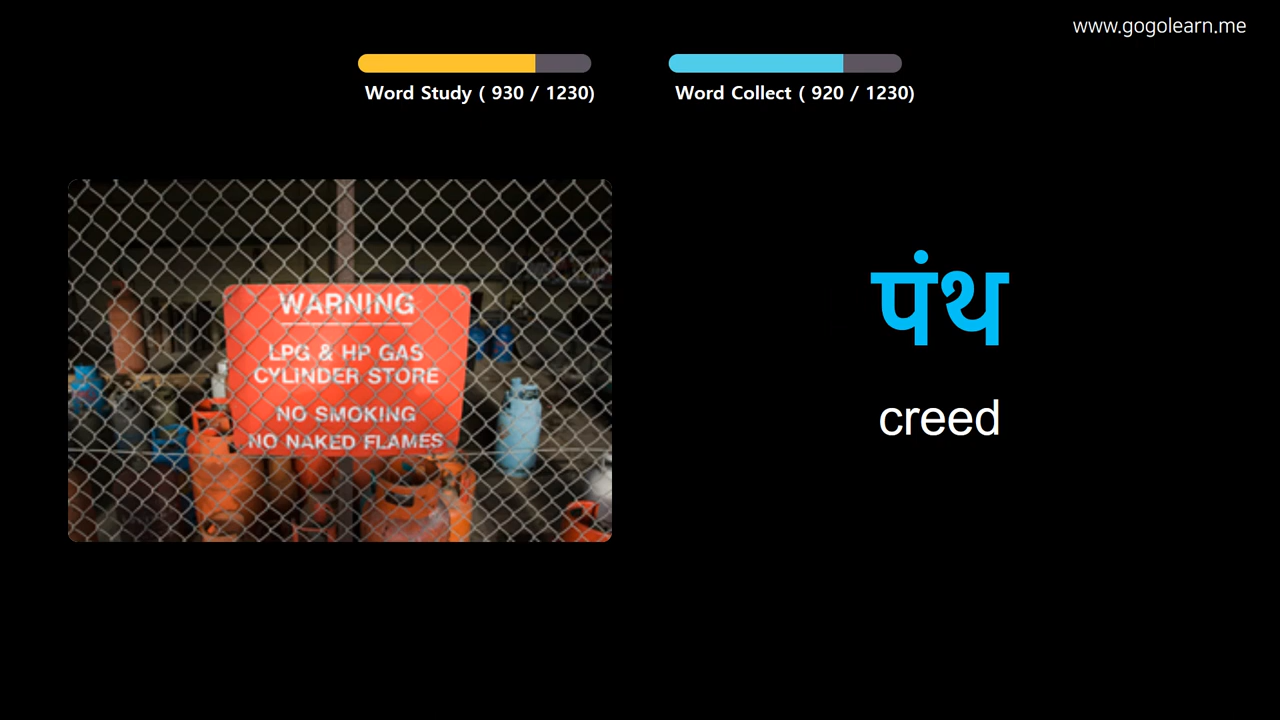 www.gogolearn.me
Word Study ( 930 / 1230)
Word Collect ( 920 / 1230)
WARNING
LPG & HP GAS
CYLINDER STORE
NO SMOKING
NO NAKED FLAMES
पंथ
creed